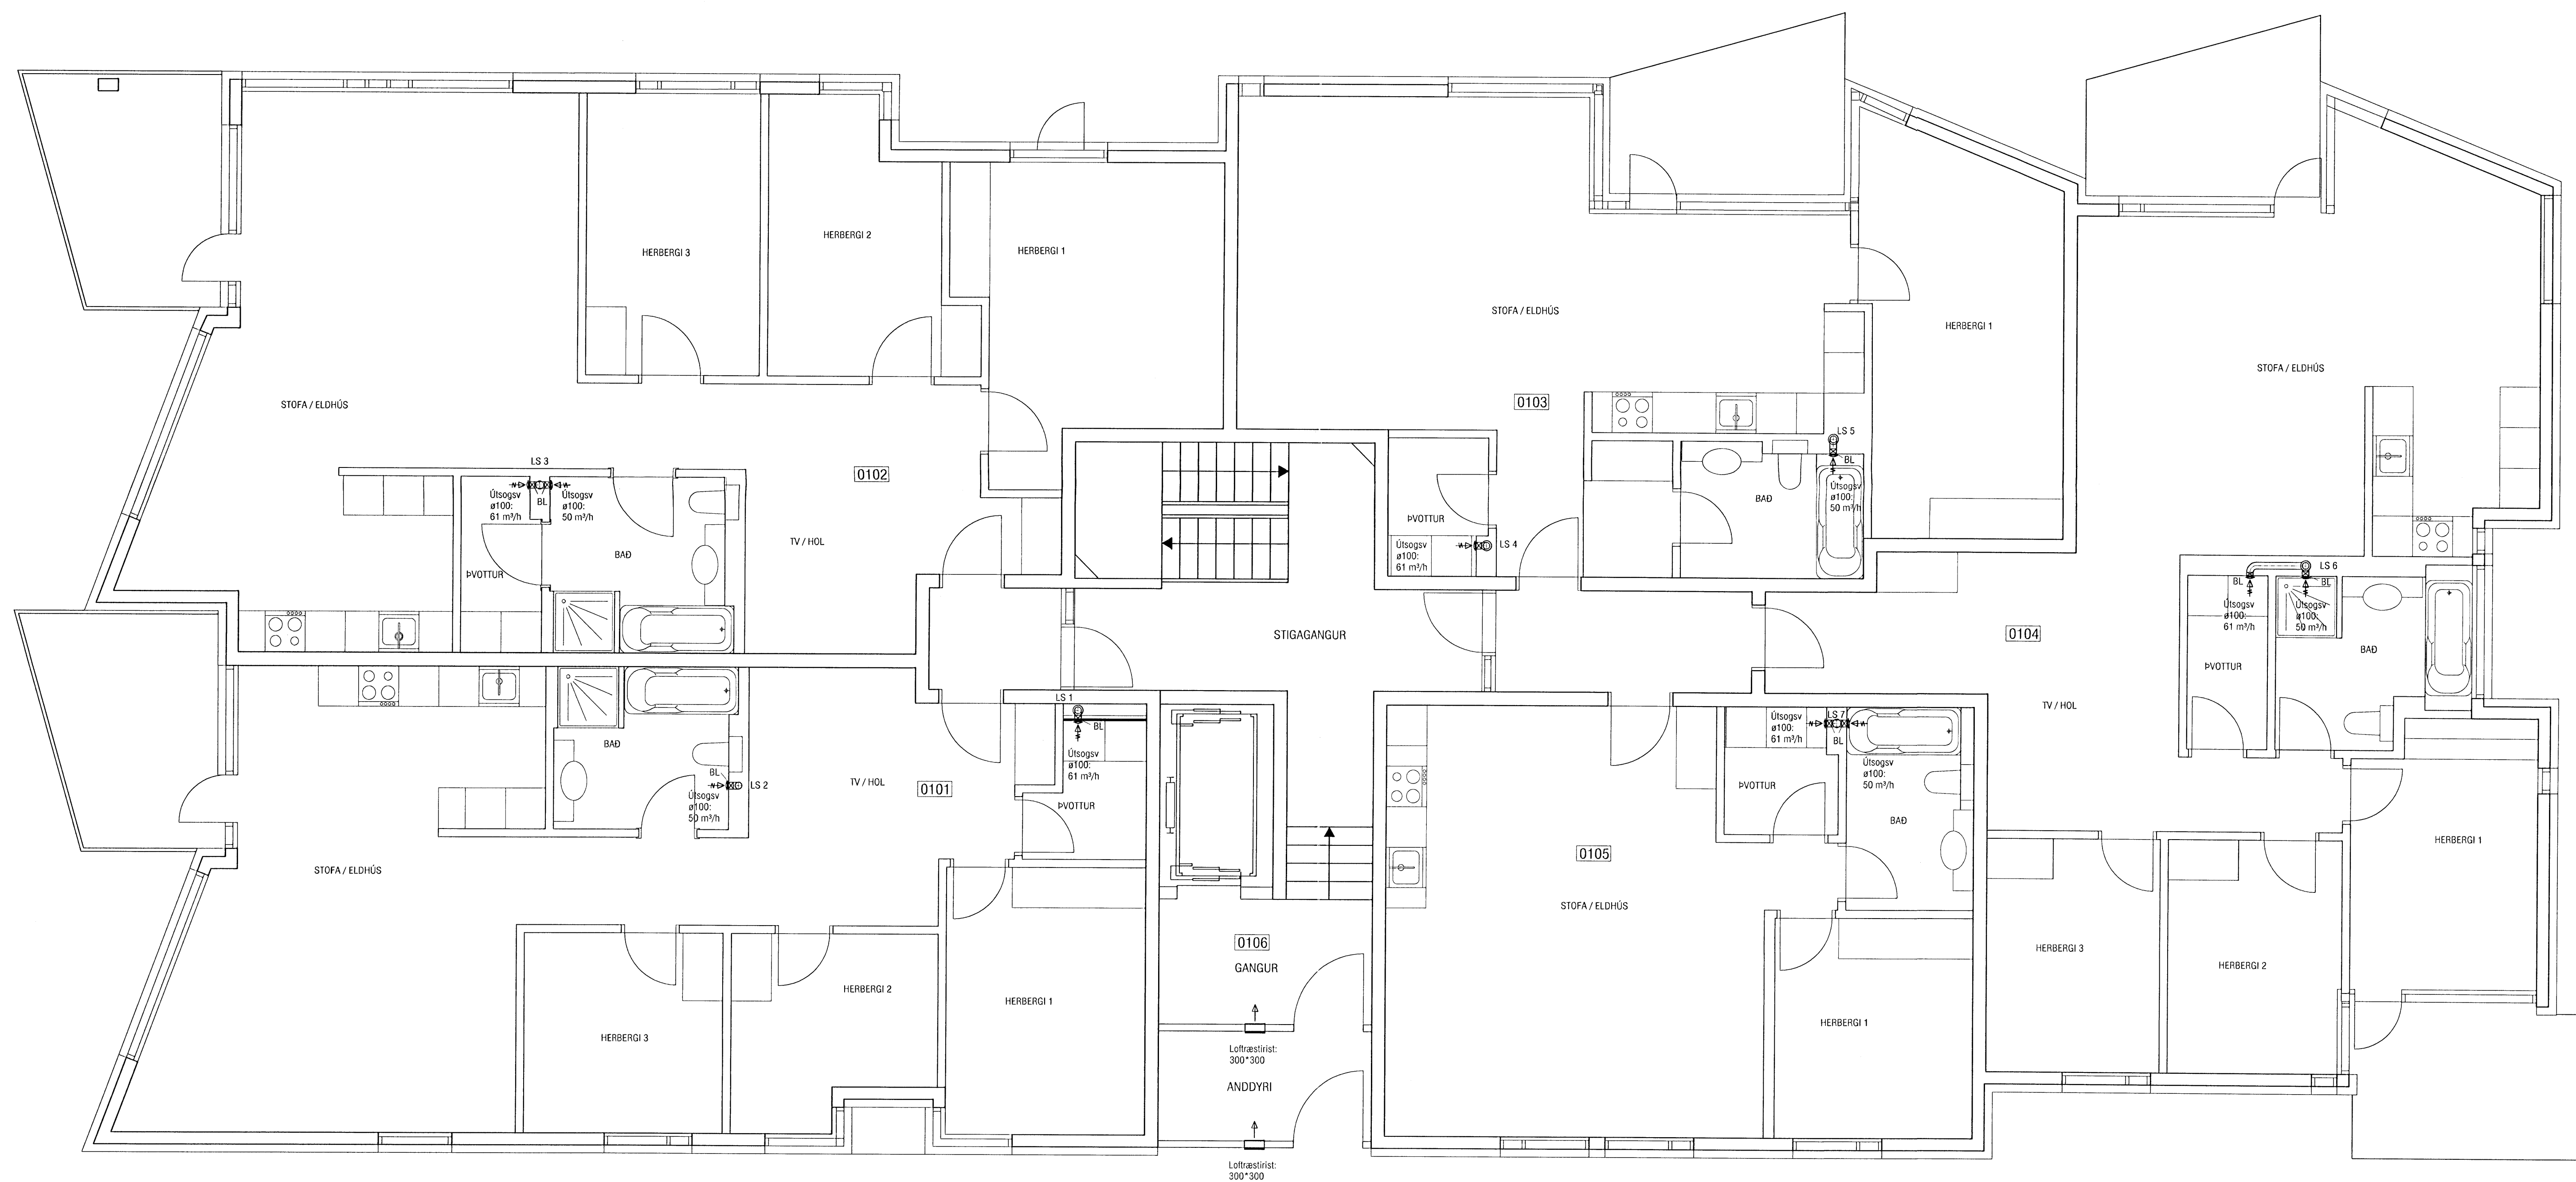 HERBERGI 3
HERBERGI 2
HERBERGI 1
STOFA / ELDHÚS
0102
LS 3
BL
Útsogsv
ø100:
61 m³/h
Útsogsv
ø100:
50 m³/h
ÞVOTTUR
BAÐ
TV / HOL
STOFA / ELDHÚS
0103
HERBERGI 1
LS 5
BL
Útsogsv
ø100:
50 m³/h
BAÐ
ÞVOTTUR
LS 4
Útsogsv
ø100:
61 m³/h
STOFA / ELDHÚS
LS 6
BL
BL
Útsogsv
ø100:
61 m³/h
Útsogsv
ø100:
50 m³/h
0104
BAÐ
ÞVOTTUR
TV / HOL
HERBERGI 1
HERBERGI 3
HERBERGI 2
STIGAGANGUR
LS 1
BL
Útsogsv
ø100:
61 m³/h
ÞVOTTUR
BAÐ
BL
LS 2
Útsogsv
ø100:
50 m³/h
TV / HOL
0101
STOFA / ELDHÚS
HERBERGI 3
HERBERGI 2
HERBERGI 1
0106
GANGUR
Loftræstirist:
300*300
ANDDYRI
Loftræstirist:
300*300
LS 7
BL
Útsogsv
ø100:
61 m³/h
Útsogsv
ø100:
50 m³/h
ÞVOTTUR
BAÐ
0105
STOFA / ELDHÚS
HERBERGI 1